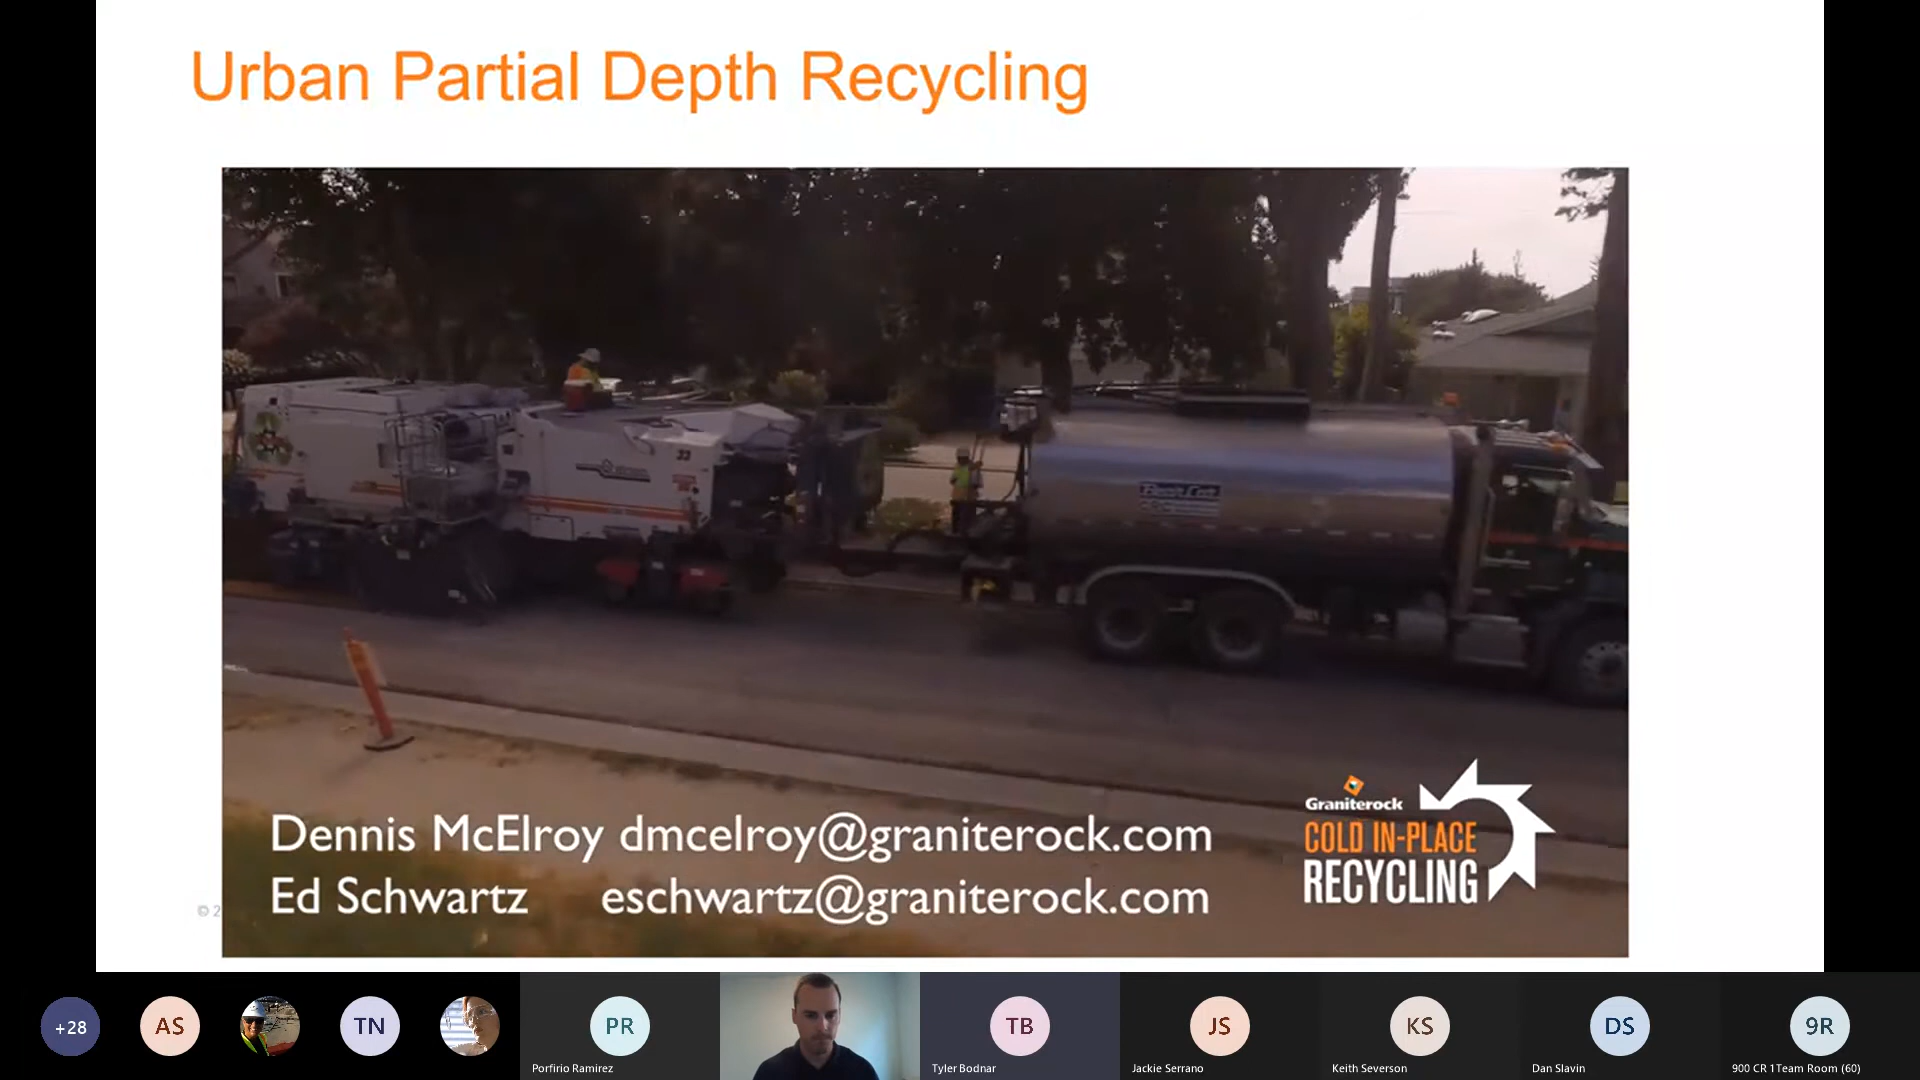 Urban Partial Depth Recycling
33
Dennis McElroy dmcelroy@graniterock.com
Ed Schwartz eschwartz@graniterock.com
Graniterock
COLD IN-PLACE
RECYCLING
© 2
+28
AS
TN
PR
TB
JS
KS
DS
9R
Porfirio Ramirez
Tyler Bodnar
Jackie Serrano
Keith Severson
Dan Slavin
900 CR 1Team Room (60)